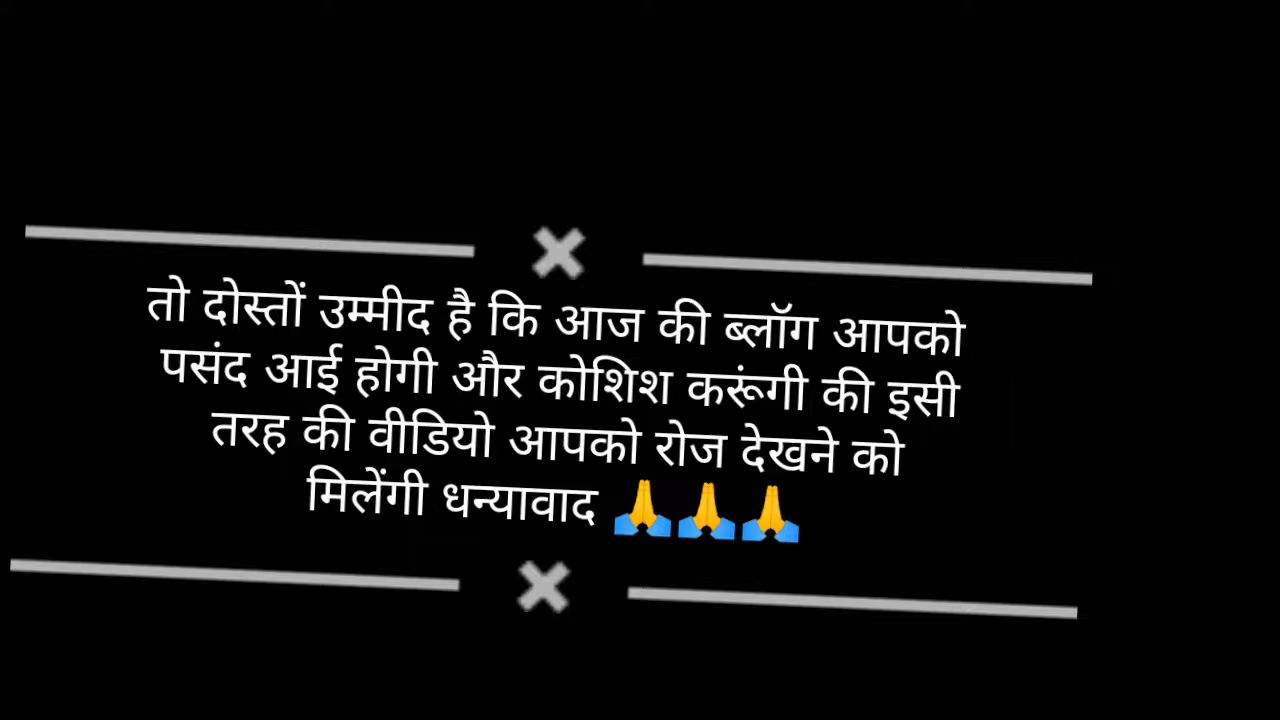 तो दोस्तों उम्मीद है कि आज की ब्लॉग आपको
पसंद आई होगी और कोशिश करूंगी की इसी
तरह की वीडियो आपको रोज देखने को
मिलेंगी धन्यावाद 🙏🙏🙏